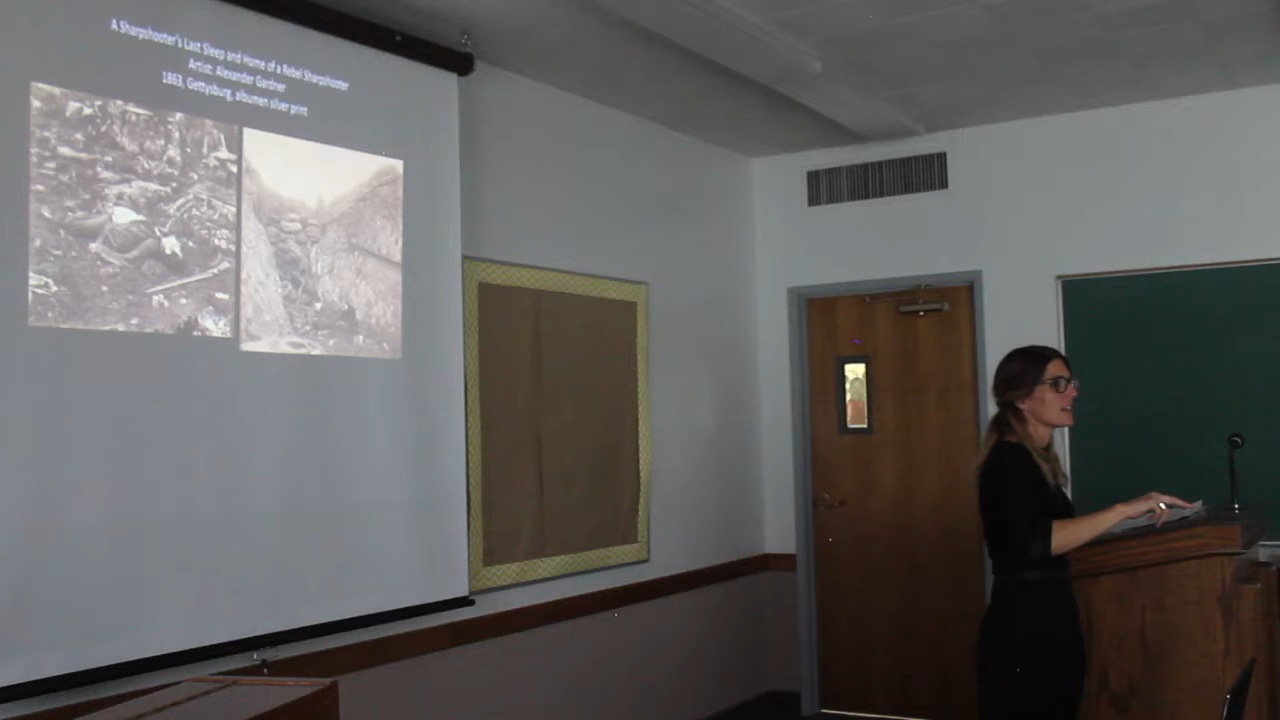 A Sharpshooter's Last Sleep and Home of a Rebel Sharpshooter
Artist: Alexander Gardner
1863, Gettysburg, albumen silver print